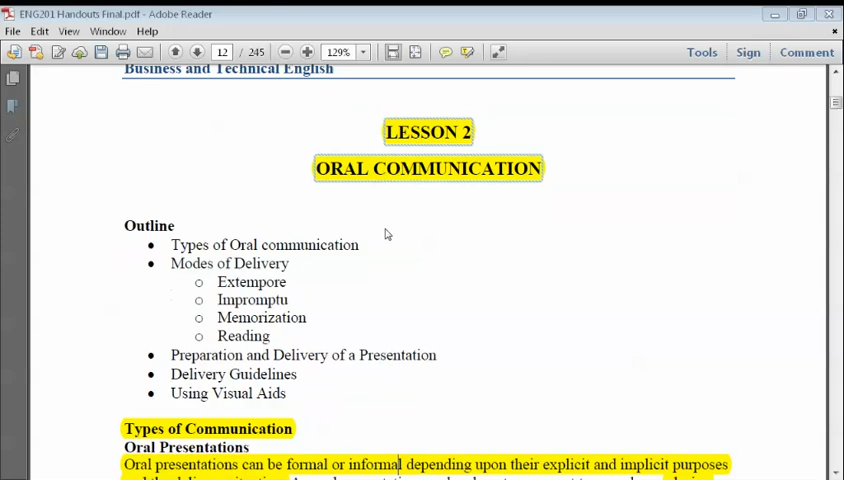 ENG201 Handouts Final.pdf - Adobe Reader
File Edit View Window Help
12 / 245 129% Tools Sign Comment
Business and Technical English
LESSON 2
ORAL COMMUNICATION
Outline
• Types of Oral communication
• Modes of Delivery
o Extempore
o Impromptu
o Memorization
o Reading
• Preparation and Delivery of a Presentation
• Delivery Guidelines
• Using Visual Aids
Types of Communication
Oral Presentations
Oral presentations can be formal or informal depending upon their explicit and implicit purposes